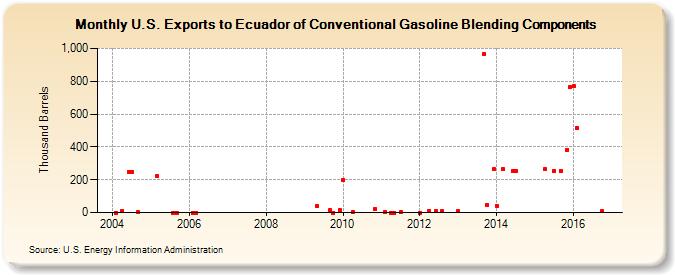 Monthly U.S. Exports to Ecuador of Conventional Gasoline Blending Components
Thousand Barrels
1,000
800
600
400
200
0
2004 2006 2008 2010 2012 2014 2016
Source: U.S. Energy Information Administration